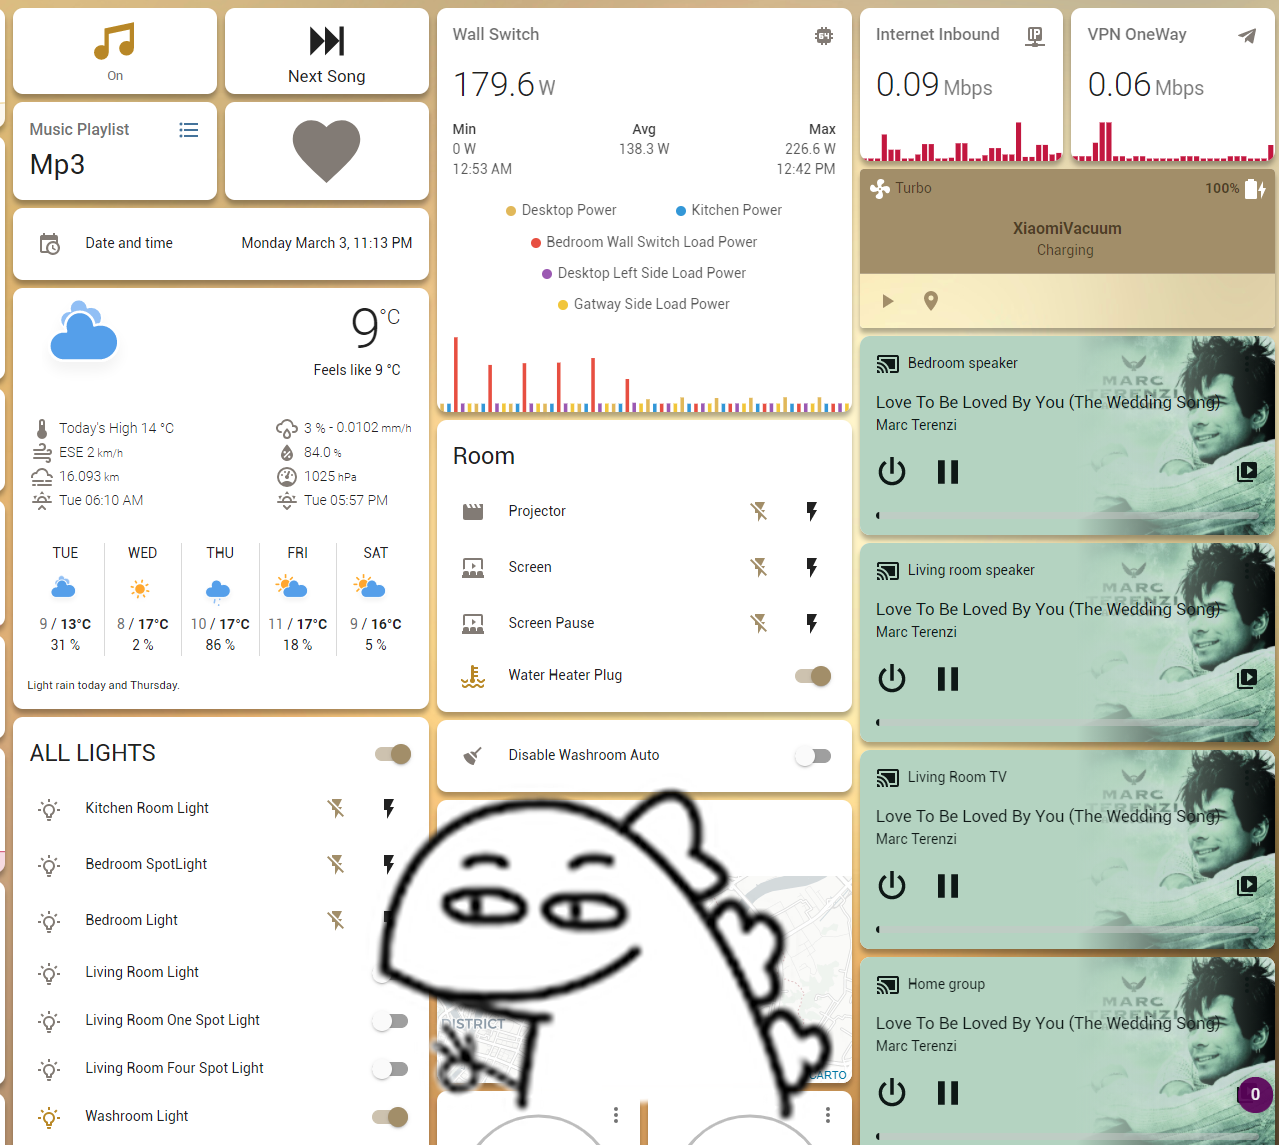 On
Next Song
Music Playlist
Mp3
Date and time
Monday March 3, 11:13 PM
9 °C
Feels like 9 °C
Today's High 14 °C
3 % - 0.0102 mm/h
ESE 2 km/h
84.0 %
16.093 km
1025 hPa
Tue 06:10 AM
Tue 05:57 PM
TUE WED THU FRI SAT
9 / 13°C 8 / 17°C 10 / 17°C 11 / 17°C 9 / 16°C
31 % 2 % 86 % 18 % 5 %
Light rain today and Thursday.
ALL LIGHTS
Kitchen Room Light
Bedroom SpotLight
Bedroom Light
Living Room Light
Living Room One Spot Light
Living Room Four Spot Light
Washroom Light
Wall Switch
64
179.6 W
Min Avg Max
0 W 138.3 W 226.6 W
12:53 AM 12:42 PM
Desktop Power Kitchen Power
Bedroom Wall Switch Load Power
Desktop Left Side Load Power
Gatway Side Load Power
Room
Projector
Screen
Screen Pause
Water Heater Plug
Disable Washroom Auto
DISTRICT
CARTO
Internet Inbound
IP
0.09 Mbps
VPN OneWay
0.06 Mbps
Turbo
100%
XiaomiVacuum
Charging
Bedroom speaker
MARC
TERENZI
Love To Be Loved By You (The Wedding Song)
Marc Terenzi
Living room speaker
MARC
TERENZI
Love To Be Loved By You (The Wedding Song)
Marc Terenzi
Living Room TV
MARC
TERENZI
Love To Be Loved By You (The Wedding Song)
Marc Terenzi
Home group
MARC
TERENZI
Love To Be Loved By You (The Wedding Song)
Marc Terenzi
0